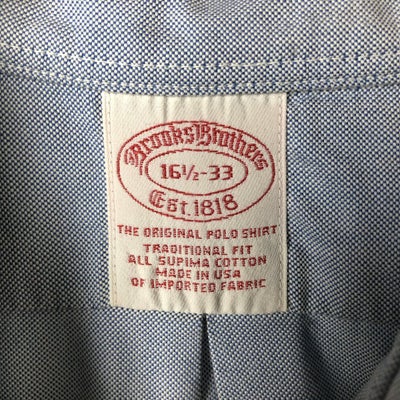 Brooks Brothers
16½-33
Est. 1818
THE ORIGINAL POLO SHIRT
TRADITIONAL FIT
ALL SUPIMA COTTON
MADE IN USA
OF IMPORTED FABRIC